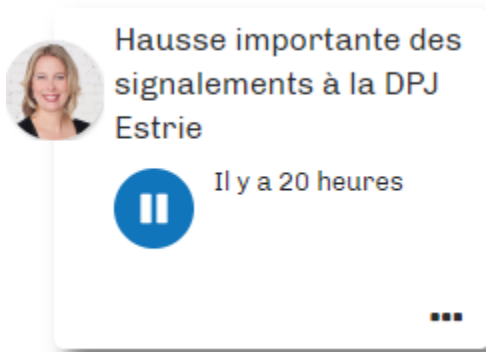 Hausse importante des
signalements à la DPJ
Estrie
Il y a 20 heures